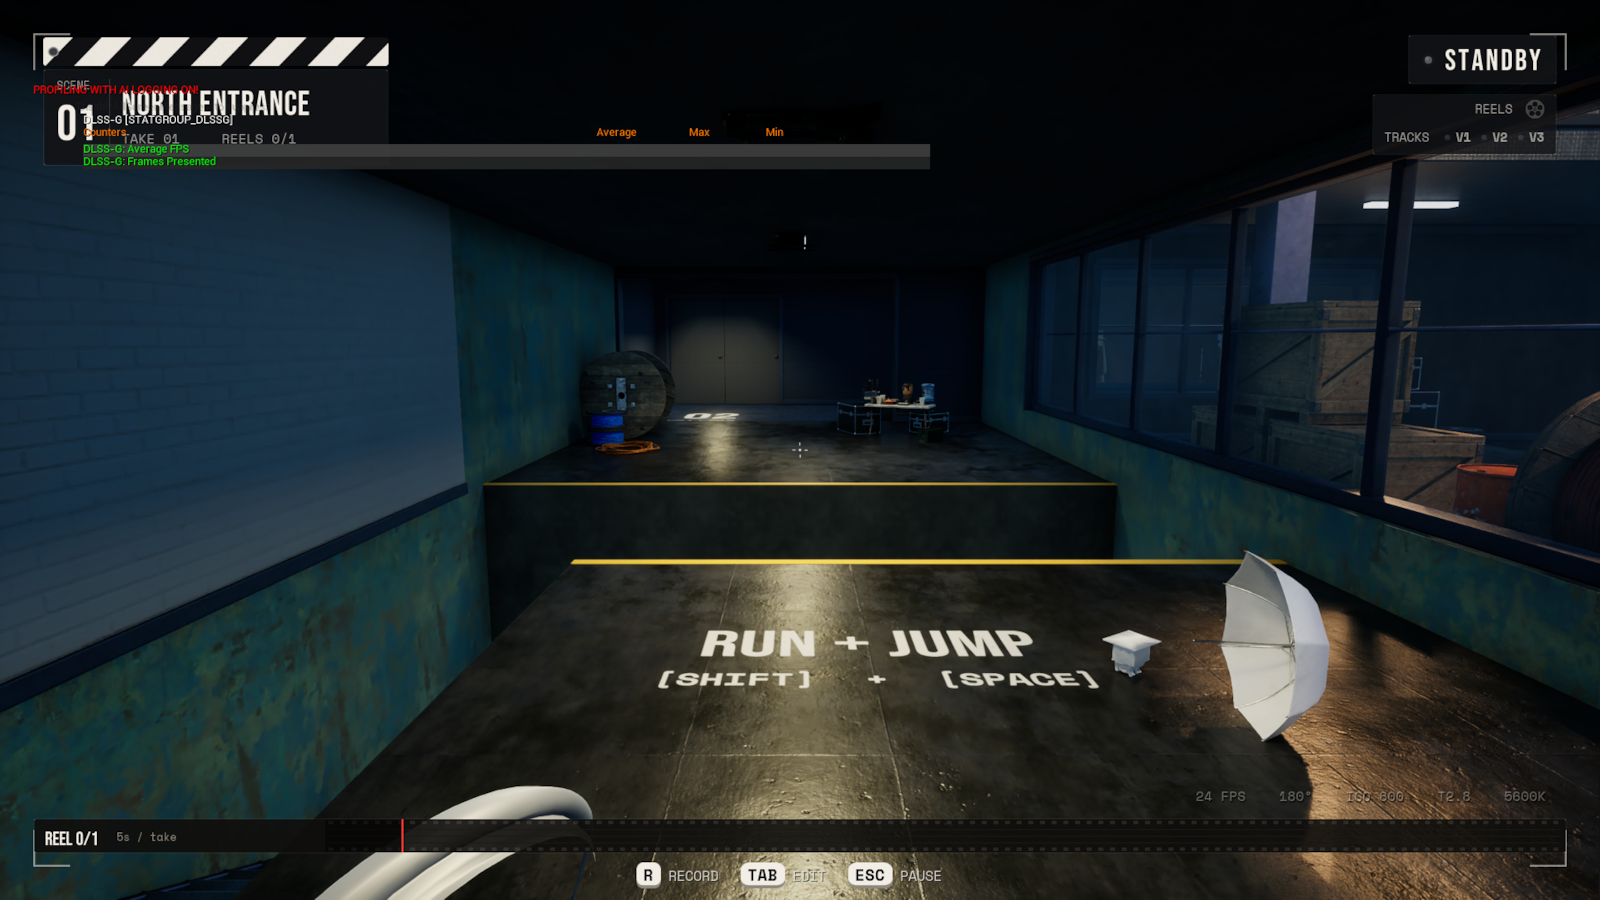 SCENE
PROFILING WITH AI LOGGING ON!
01
NORTH ENTRANCE
DLSS-G [STATGROUP_DLSSG]
Counters Average Max Min
TAKE 01 REELS 0/1
DLSS-G: Average FPS
DLSS-G: Frames Presented
STANDBY
REELS
TRACKS V1 V2 V3
!
02
RUN + JUMP
[SHIFT] + [SPACE]
24 FPS 180° ISO 800 T2.8 5600K
REEL 0/1 5s / take
R RECORD TAB EDIT ESC PAUSE